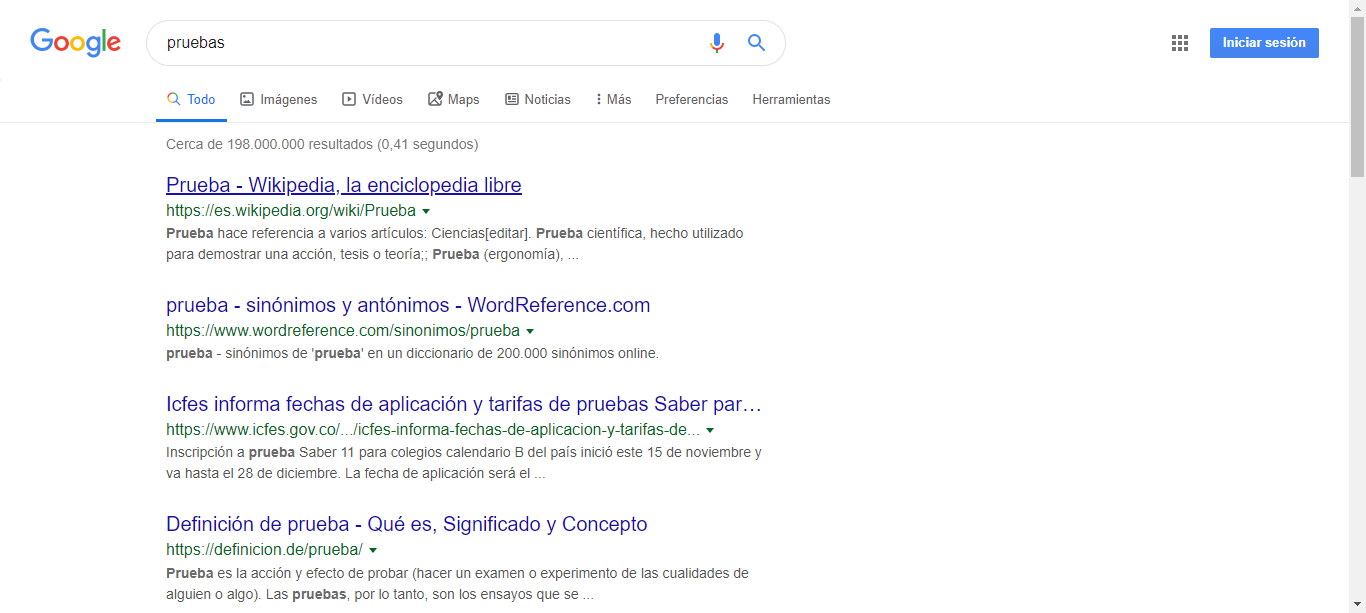 Google
pruebas
Iniciar sesión
Todo Imágenes Vídeos Maps Noticias Más Preferencias Herramientas
Cerca de 198.000.000 resultados (0,41 segundos)
Prueba - Wikipedia, la enciclopedia libre
https://es.wikipedia.org/wiki/Prueba
Prueba hace referencia a varios artículos: Ciencias[editar]. Prueba científica, hecho utilizado
para demostrar una acción, tesis o teoría;; Prueba (ergonomía), ...
prueba - sinónimos y antónimos - WordReference.com
https://www.wordreference.com/sinonimos/prueba
prueba - sinónimos de 'prueba' en un diccionario de 200.000 sinónimos online.
Icfes informa fechas de aplicación y tarifas de pruebas Saber par...
https://www.icfes.gov.co/.../icfes-informa-fechas-de-aplicacion-y-tarifas-de...
Inscripción a prueba Saber 11 para colegios calendario B del país inició este 15 de noviembre y
va hasta el 28 de diciembre. La fecha de aplicación será el ...
Definición de prueba - Qué es, Significado y Concepto
https://definicion.de/prueba/
Prueba es la acción y efecto de probar (hacer un examen o experimento de las cualidades de
alguien o algo). Las pruebas, por lo tanto, son los ensayos que se ...